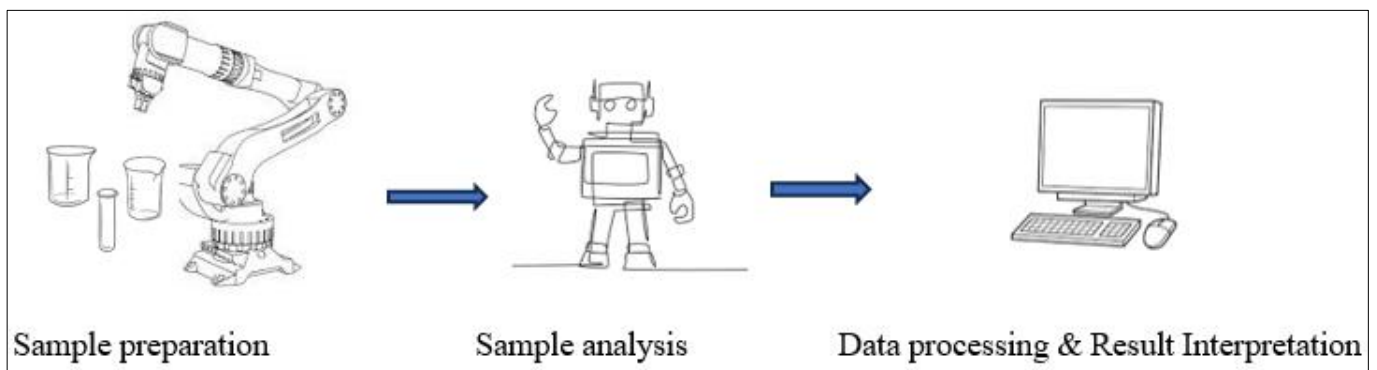 Sample preparation
Sample analysis
Data processing & Result Interpretation